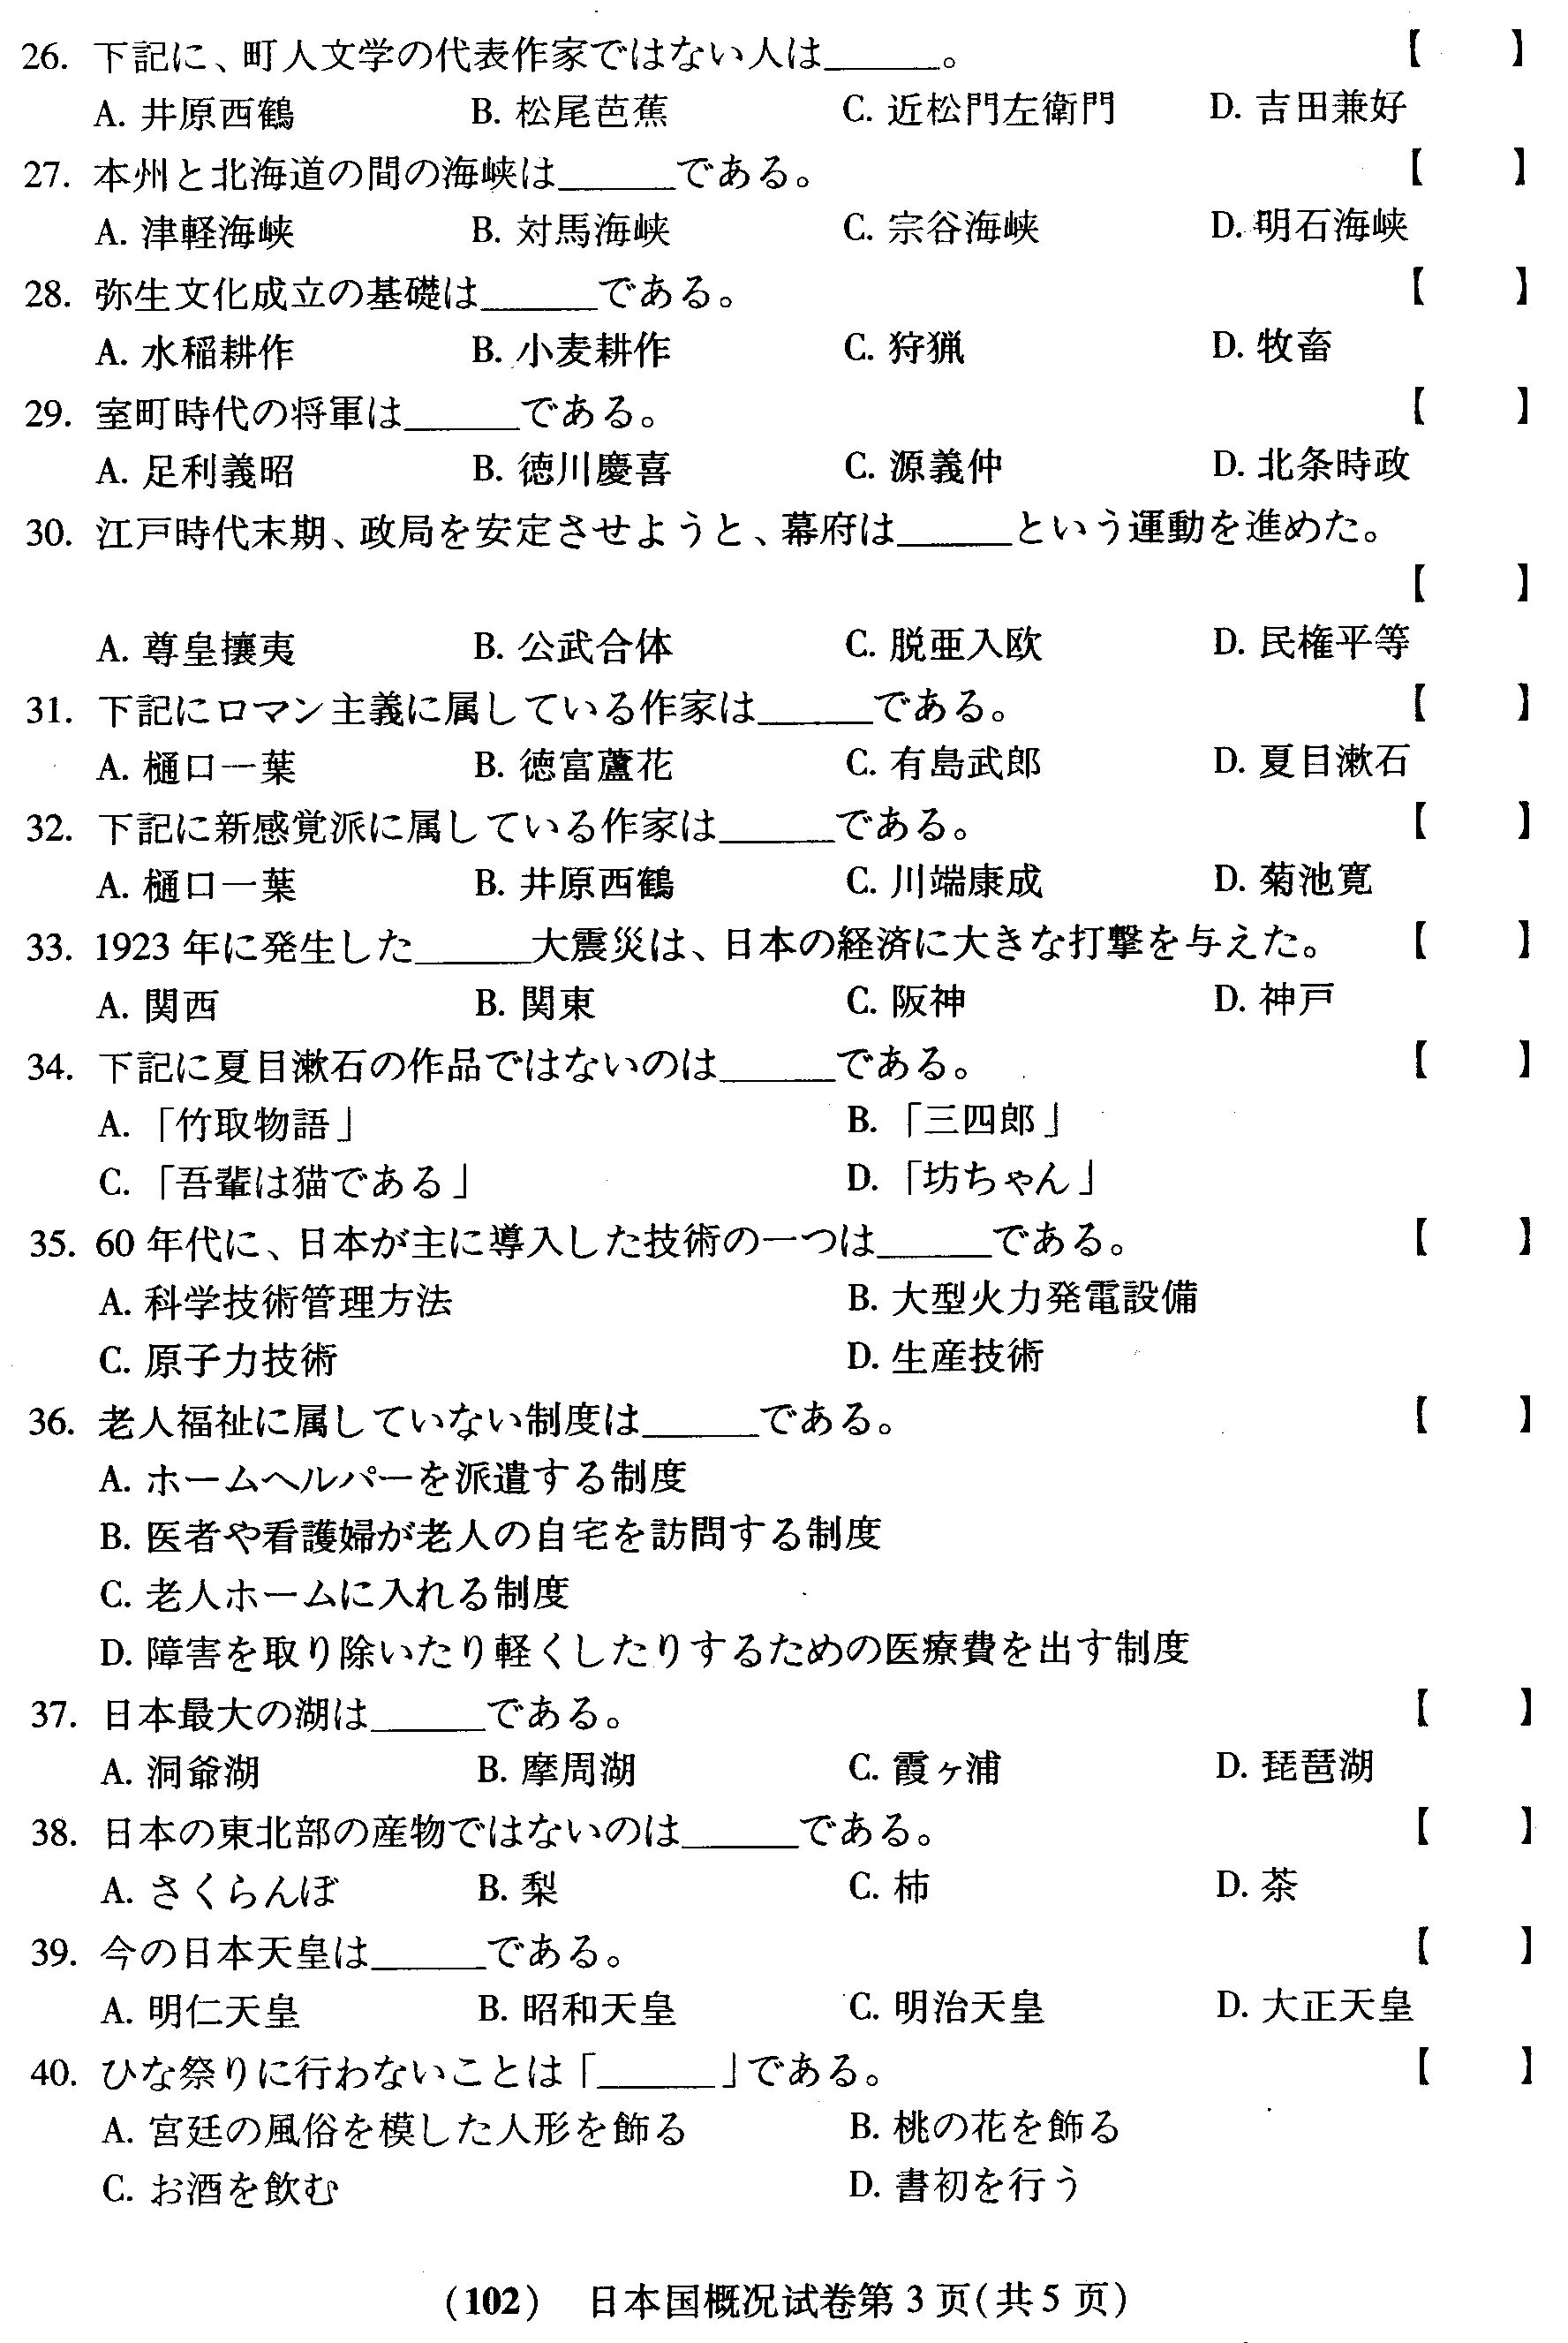 26. 下記に、町人文学の代表作家ではない人は______。 【 】
A. 井原西鶴 B. 松尾芭蕉 C. 近松門左衛門 D. 吉田兼好
27. 本州と北海道の間の海峡は______である。 【 】
A. 津軽海峡 B. 対馬海峡 C. 宗谷海峡 D. 明石海峡
28. 弥生文化成立の基礎は______である。 【 】
A. 水稲耕作 B. 小麦耕作 C. 狩猟 D. 牧畜
29. 室町時代の将軍は______である。 【 】
A. 足利義昭 B. 徳川慶喜 C. 源義仲 D. 北条時政
30. 江戸時代末期、政局を安定させようと、幕府は______という運動を進めた。
【 】
A. 尊皇攘夷 B. 公武合体 C. 脱亜入欧 D. 民権平等
31. 下記にロマン主義に属している作家は______である。 【 】
A. 樋口一葉 B. 徳富蘆花 C. 有島武郎 D. 夏目漱石
32. 下記に新感覚派に属している作家は______である。 【 】
A. 樋口一葉 B. 井原西鶴 C. 川端康成 D. 菊池寛
33. 1923 年に発生した______大震災は、日本の経済に大きな打撃を与えた。 【 】
A. 関西 B. 関東 C. 阪神 D. 神戸
34. 下記に夏目漱石の作品ではないのは______である。 【 】
A.「竹取物語」 B.「三四郎」
C.「吾輩は猫である」 D.「坊ちゃん」
35. 60 年代に、日本が主に導入した技術の一つは______である。 【 】
A. 科学技術管理方法 B. 大型火力発電設備
C. 原子力技術 D. 生産技術
36. 老人福祉に属していない制度は______である。 【 】
A. ホームヘルパーを派遣する制度
B. 医者や看護婦が老人の自宅を訪問する制度
C. 老人ホームに入れる制度
D. 障害を取り除いたり軽くしたりするための医療費を出す制度
37. 日本最大の湖は______である。 【 】
A. 洞爺湖 B. 摩周湖 C. 霞ヶ浦 D. 琵琶湖
38. 日本の東北部の産物ではないのは______である。 【 】
A. さくらんぼ B. 梨 C. 柿 D. 茶
39. 今の日本天皇は______である。 【 】
A. 明仁天皇 B. 昭和天皇 C. 明治天皇 D. 大正天皇
40. ひな祭りに行わないことは「______」である。 【 】
A. 宮廷の風俗を模した人形を飾る B. 桃の花を飾る
C. お酒を飲む D. 書初を行う
(102) 日本国概况试卷第 3 页(共 5 页)